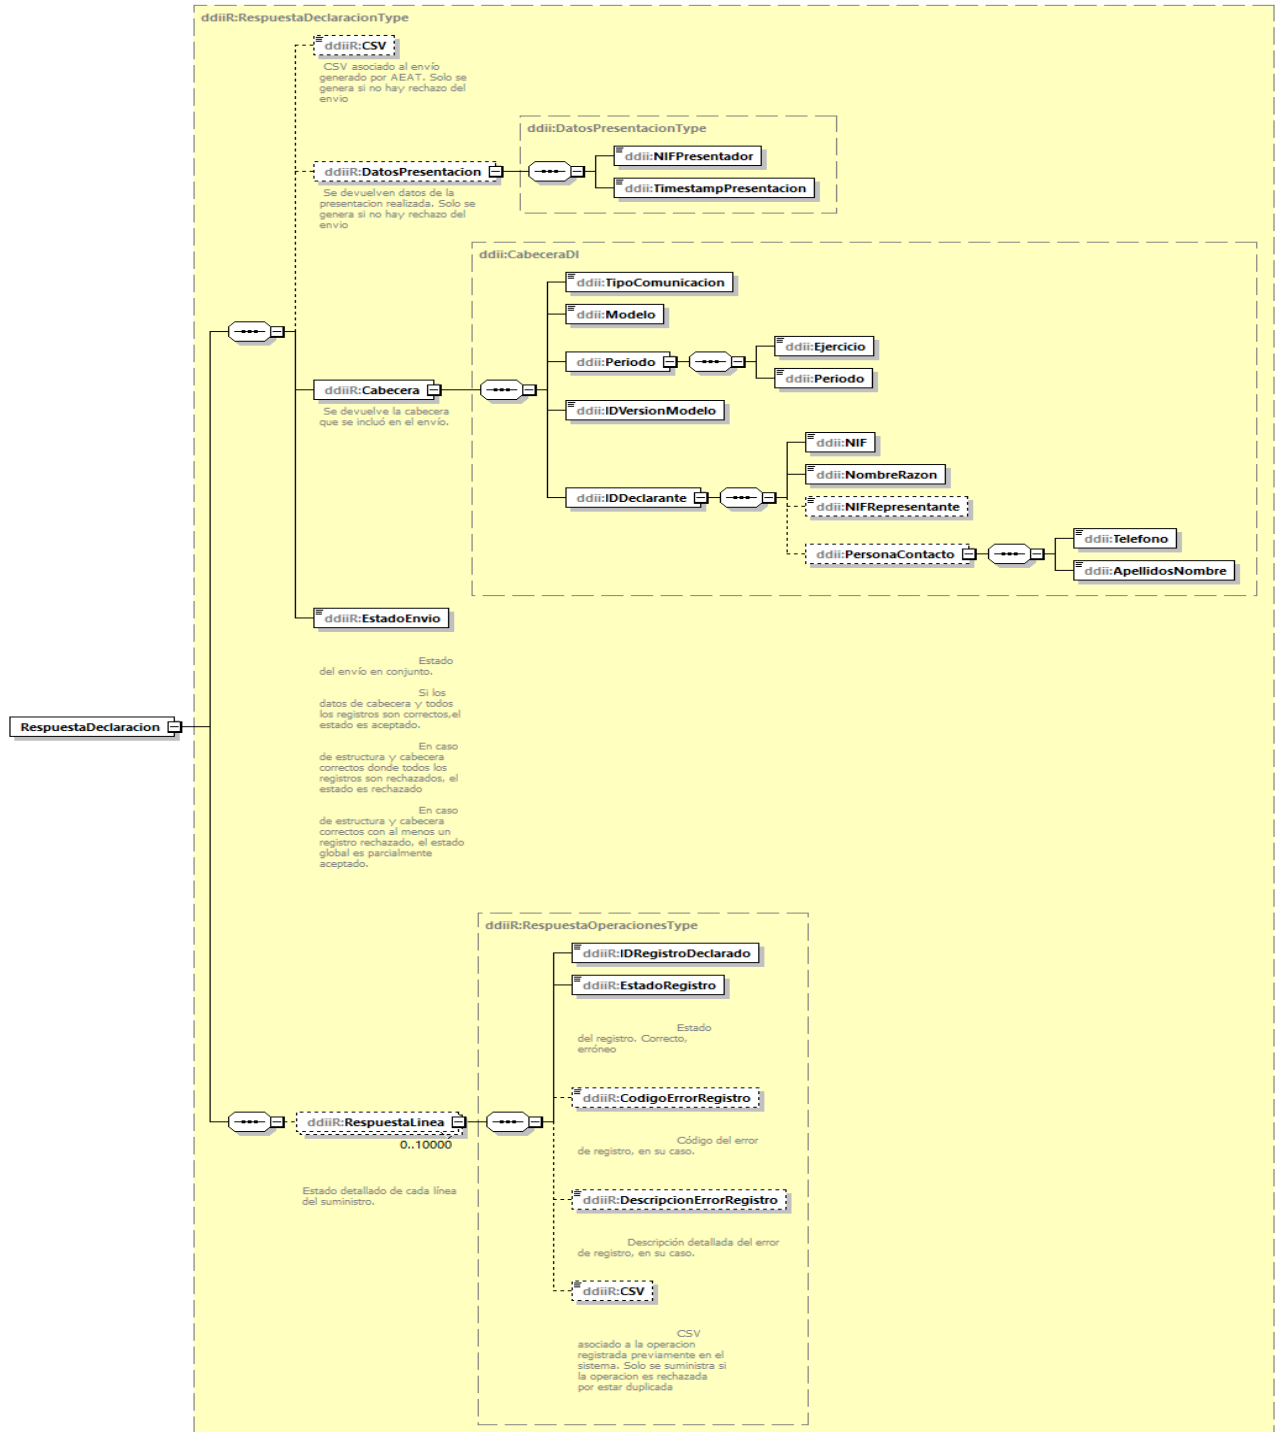 ddiiR:RespuestaDeclaracionType
ddiiR:CSV
CSV asociado al envío
generado por AEAT. Solo se
genera si no hay rechazo del
envio
ddii:DatosPresentacionType
ddiiR:DatosPresentacion
ddii:NIFPresentador
ddii:TimestampPresentacion
Se devuelven datos de la
presentacion realizada. Solo se
genera si no hay rechazo del
envio
ddii:CabeceraDI
ddii:TipoComunicacion
ddii:Modelo
ddii:Periodo
ddii:Ejercicio
ddii:Periodo
ddiiR:Cabecera
Se devuelve la cabecera
que se incluó en el envío.
ddii:IDVersionModelo
ddii:IDDeclarante
ddii:NIF
ddii:NombreRazon
ddii:NIFRepresentante
ddii:PersonaContacto
ddii:Telefono
ddii:ApellidosNombre
ddiiR:EstadoEnvio
Estado
del envío en conjunto.
Si los
datos de cabecera y todos
los registros son correctos,el
estado es aceptado.
En caso
de estructura y cabecera
correctos donde todos los
registros son rechazados, el
estado es rechazado
En caso
de estructura y cabecera
correctos con al menos un
registro rechazado, el estado
global es parcialmente
aceptado.
RespuestaDeclaracion
ddiiR:RespuestaOperacionesType
ddiiR:IDRegistroDeclarado
ddiiR:EstadoRegistro
Estado
del registro. Correcto,
erróneo
ddiiR:CodigoErrorRegistro
Código del error
de registro, en su caso.
ddiiR:RespuestaLinea
0..10000
Estado detallado de cada línea
del suministro.
ddiiR:DescripcionErrorRegistro
Descripción detallada del error
de registro, en su caso.
ddiiR:CSV
CSV
asociado a la operacion
registrada previamente en el
sistema. Solo se suministra si
la operacion es rechazada
por estar duplicada